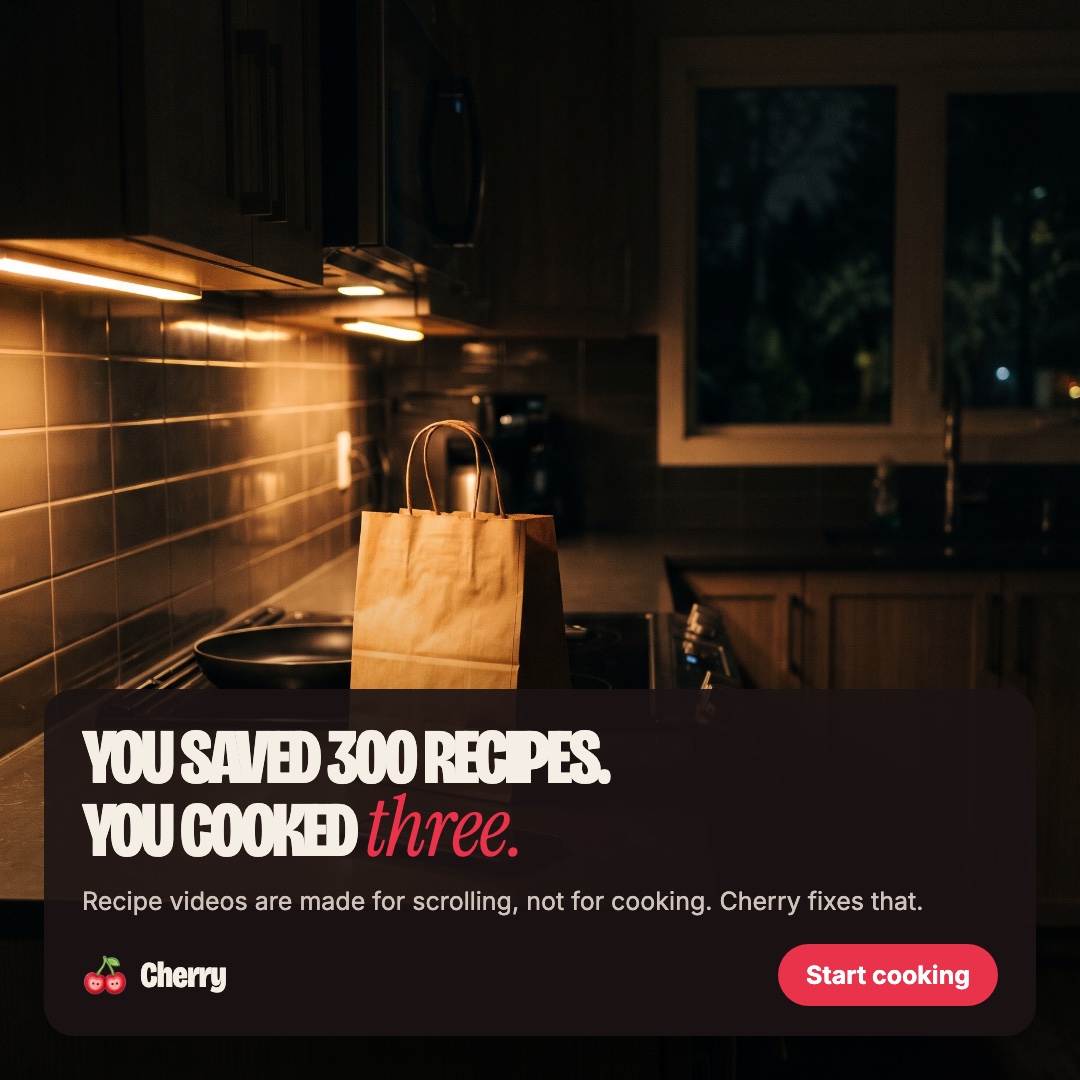 YOU SAVED 300 RECIPES.
YOU COOKED three.
Recipe videos are made for scrolling, not for cooking. Cherry fixes that.
Cherry
Start cooking